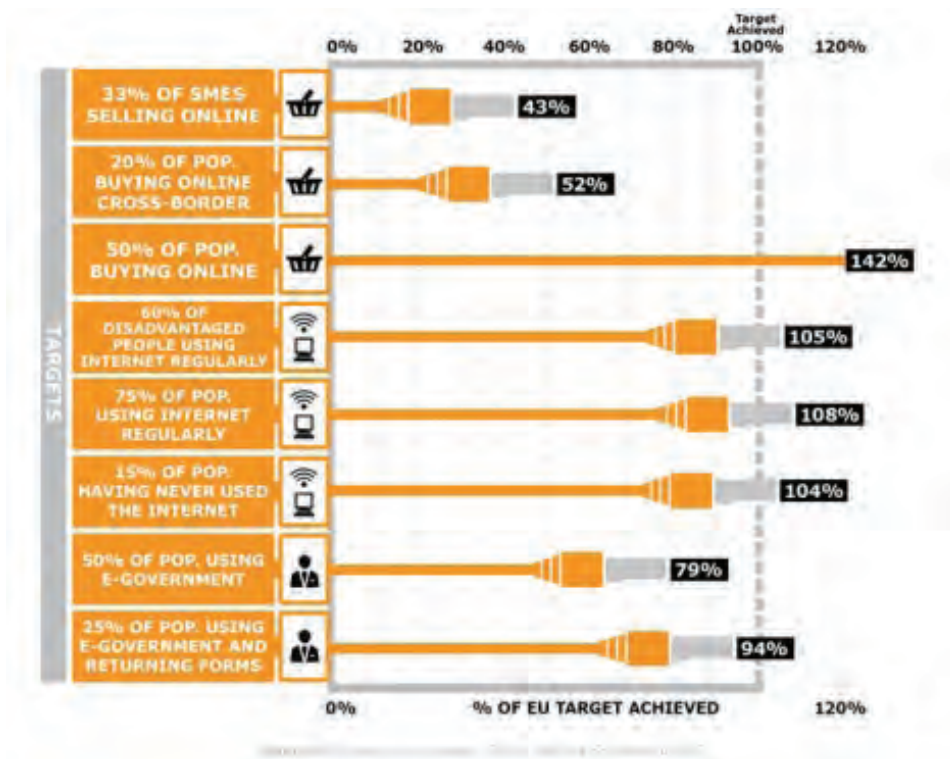 Target
Achieved
0% 20% 40% 60% 80% 100% 120%
TARGETS
33% OF SMES
SELLING ONLINE
43%
20% OF POP.
BUYING ONLINE
CROSS-BORDER
52%
50% OF POP.
BUYING ONLINE
142%
60% OF
DISADVANTAGED
PEOPLE USING
INTERNET REGULARLY
105%
75% OF POP.
USING INTERNET
REGULARLY
108%
15% OF POP.
HAVING NEVER USED
THE INTERNET
104%
50% OF POP. USING
E-GOVERNMENT
79%
25% OF POP. USING
E-GOVERNMENT AND
RETURNING FORMS
94%
0% % OF EU TARGET ACHIEVED 120%